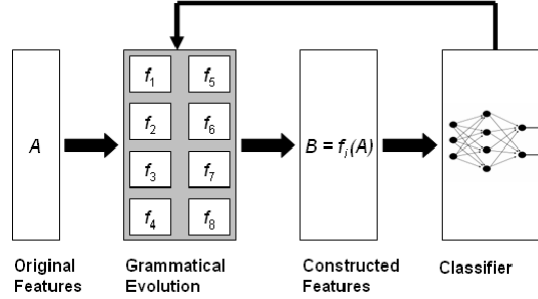 A
f1 f5
f2 f6
f3 f7
f4 f8
B = fi(A)
Original
Features
Grammatical
Evolution
Constructed
Features
Classifier